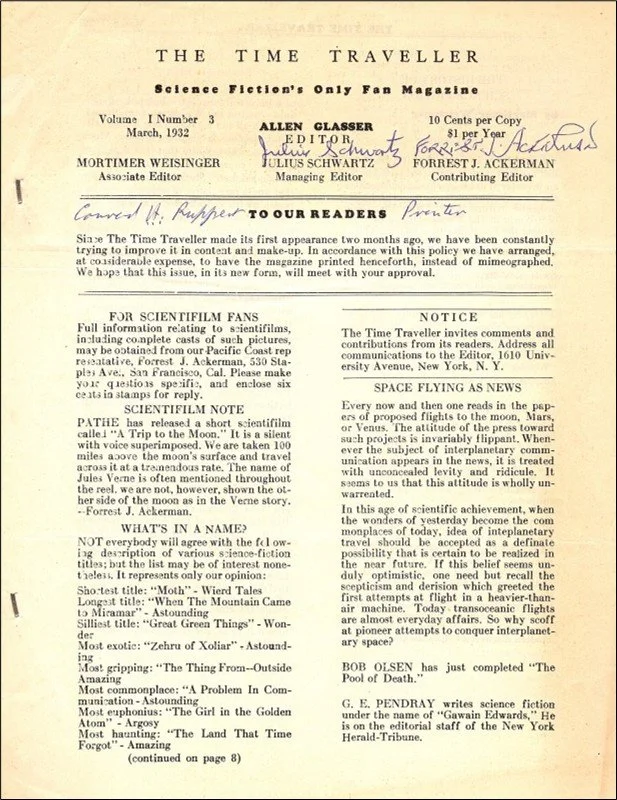 THE TIME TRAVELLER
Science Fiction's Only Fan Magazine
Volume I Number 3
March, 1932
ALLEN GLASSER
EDITOR
10 Cents per Copy
$1 per Year
Julius Schwartz
Forrest J. Ackerman
MORTIMER WEISINGER
Associate Editor
JULIUS SCHWARTZ
Managing Editor
FORREST J. ACKERMAN
Contributing Editor
Conrad H. Ruppert
TO OUR READERS
Printer
Since The Time Traveller made its first appearance two months ago, we have been constantly
trying to improve it in content and make-up. In accordance with this policy we have arranged,
at considerable expense, to have the magazine printed henceforth, instead of mimeographed.
We hope that this issue, in its new form, will meet with your approval.
FOR SCIENTIFILM FANS
Full information relating to scientifilms,
including complete casts of such pictures,
may be obtained from our Pacific Coast rep
resentative, Forrest J. Ackerman, 530 Sta-
ples Ave., San Francisco, Cal. Please make
your questions specific, and enclose six
cents in stamps for reply.
SCIENTIFILM NOTE
PATHE has released a short scientifilm
called "A Trip to the Moon." It is a silent
with voice superimposed. We are taken 100
miles above the moon's surface and travel
across it at a tremendous rate. The name of
Jules Verne is often mentioned throughout
the reel, we are not, however, shown the ot-
her side of the moon as in the Verne story.
--Forrest J. Ackerman.
WHAT'S IN A NAME?
NOT everybody will agree with the follow-
ing description of various science-fiction
titles; but the list may be of interest none-
theless. It represents only our opinion:
Shortest title: "Moth" - Wierd Tales
Longest title: "When The Mountain Came
to Miramar" - Astounding
Silliest title: "Great Green Things" - Won-
der
Most exotic: "Zehru of Xoliar" - Astound-
ing
Most gripping: "The Thing From--Outside
Amazing
Most commonplace: "A Problem In Com-
munication - Astounding
Most euphonius: "The Girl in the Golden
Atom" - Argosy
Most haunting: "The Land That Time
Forgot" - Amazing
(continued on page 8)
NOTICE
The Time Traveller invites comments and
contributions from its readers. Address all
communications to the Editor, 1610 Univ-
ersity Avenue, New York, N. Y.
SPACE FLYING AS NEWS
Every now and then one reads in the pap-
ers of proposed flights to the moon, Mars,
or Venus. The attitude of the press toward
such projects is invariably flippant. When-
ever the subject of interplanetary comm-
unication appears in the news, it is treated
with unconcealed levity and ridicule. It
seems to us that this attitude is wholly un-
warrented.
In this age of scientific achievement, when
the wonders of yesterday become the com
monplaces of today, idea of interplanetary
travel should be accepted as a definate
possibility that is certain to be realized in
the near future. If this belief seems un-
duly optimistic, one need but recall the
scepticism and derision which greeted the
first attempts at flight in a heavier-than-
air machine. Today transoceanic flights
are almost everyday affairs. So why scoff
at pioneer attempts to conquer interplanet-
ary space?
BOB OLSEN has just completed "The
Pool of Death."
G. E. PENDRAY writes science fiction
under the name of "Gawain Edwards," He
is on the editorial staff of the New York
Herald-Tribune.